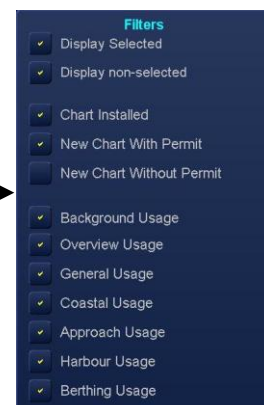 Filters
Display Selected
Display non-selected
Chart Installed
New Chart With Permit
New Chart Without Permit
Background Usage
Overview Usage
General Usage
Coastal Usage
Approach Usage
Harbour Usage
Berthing Usage